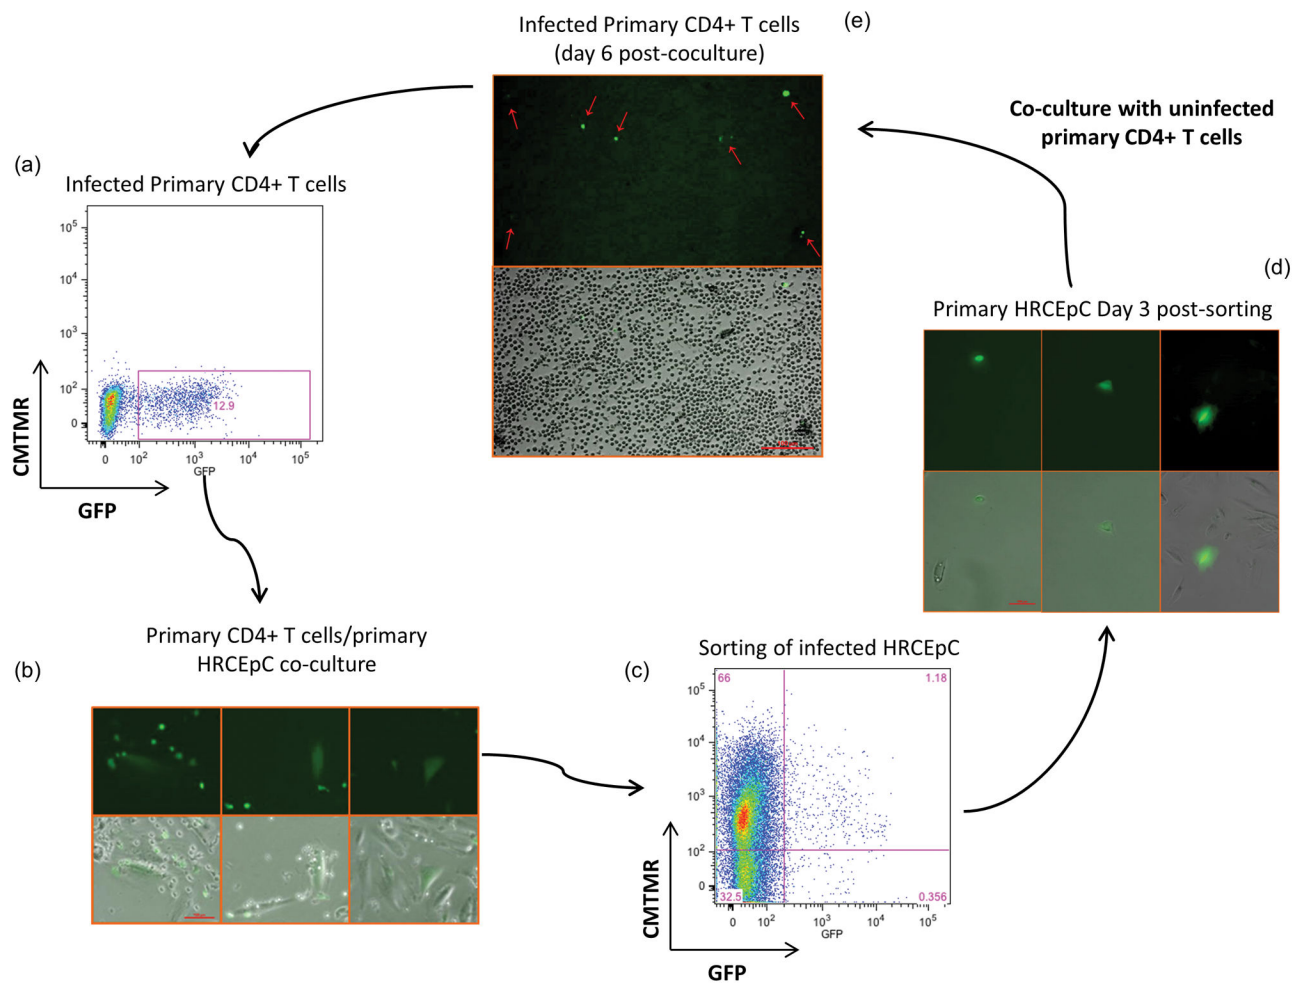 Infected Primary CD4+ T cells
(day 6 post-coculture)
(e)
Co-culture with uninfected
primary CD4+ T cells
(a)
Infected Primary CD4+ T cells
10⁵
10⁴
10³
10²
0
12.9
0 10² 10³ 10⁴ 10⁵
GFP
CMTMR
GFP
(d)
Primary HRCEpC Day 3 post-sorting
Primary CD4+ T cells/primary
HRCEpC co-culture
(b)
Sorting of infected HRCEpC
(c)
66
1.18
10⁵
10⁴
10³
10²
0
32.5
0.356
0 10² 10³ 10⁴ 10⁵
GFP
CMTMR
GFP